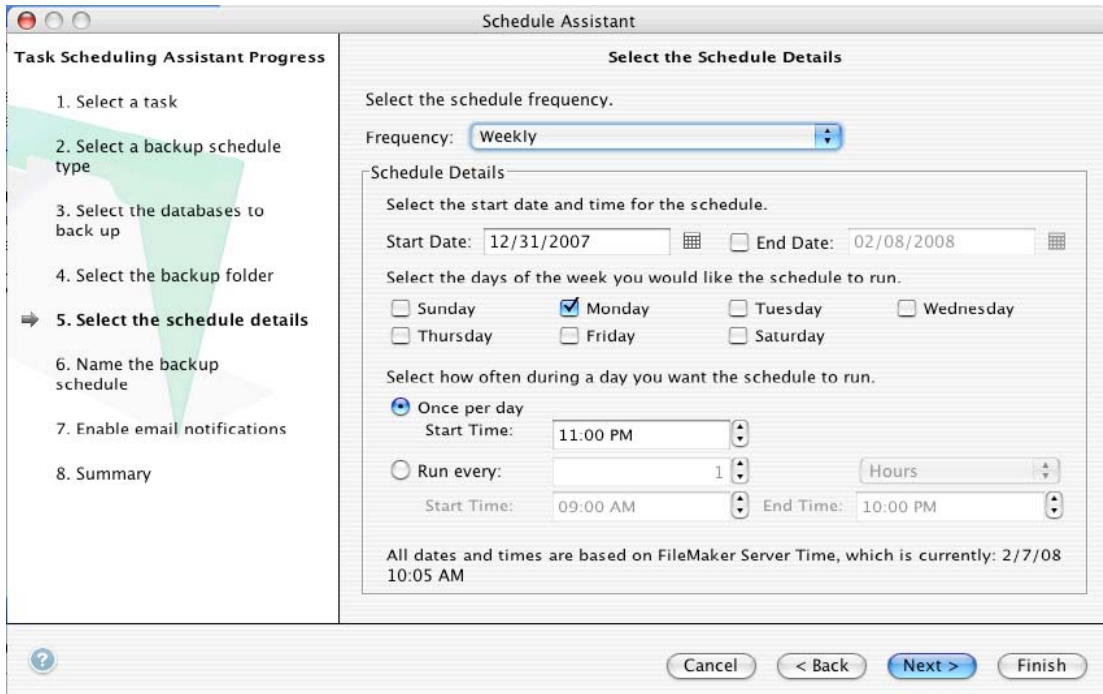 Schedule Assistant
Task Scheduling Assistant Progress
1. Select a task
2. Select a backup schedule
type
3. Select the databases to
back up
4. Select the backup folder
5. Select the schedule details
6. Name the backup
schedule
7. Enable email notifications
8. Summary
Select the Schedule Details
Select the schedule frequency.
Frequency: Weekly
Schedule Details
Select the start date and time for the schedule.
Start Date: 12/31/2007 End Date: 02/08/2008
Select the days of the week you would like the schedule to run.
Sunday Monday Tuesday Wednesday
Thursday Friday Saturday
Select how often during a day you want the schedule to run.
Once per day
Start Time: 11:00 PM
Run every: 1 Hours
Start Time: 09:00 AM End Time: 10:00 PM
All dates and times are based on FileMaker Server Time, which is currently: 2/7/08
10:05 AM
? Cancel < Back Next > Finish